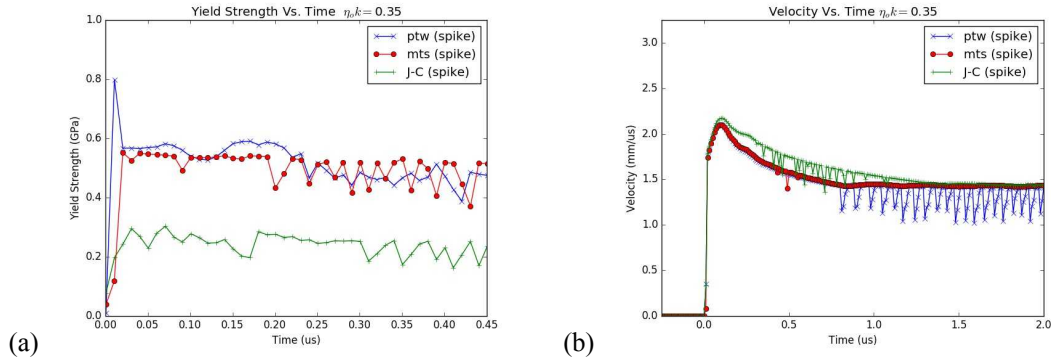 Yield Strength Vs. Time ηₒk = 0.35
1.0
0.8
0.6
0.4
0.2
0.0
Yield Strength (GPa)
ptw (spike)
mts (spike)
J-C (spike)
0.00 0.05 0.10 0.15 0.20 0.25 0.30 0.35 0.40 0.45
Time (us)
(a)
Velocity Vs. Time ηₒk = 0.35
3.0
2.5
2.0
1.5
1.0
0.5
0.0
Velocity (mm/us)
ptw (spike)
mts (spike)
J-C (spike)
0.0 0.5 1.0 1.5 2.0
Time (us)
(b)